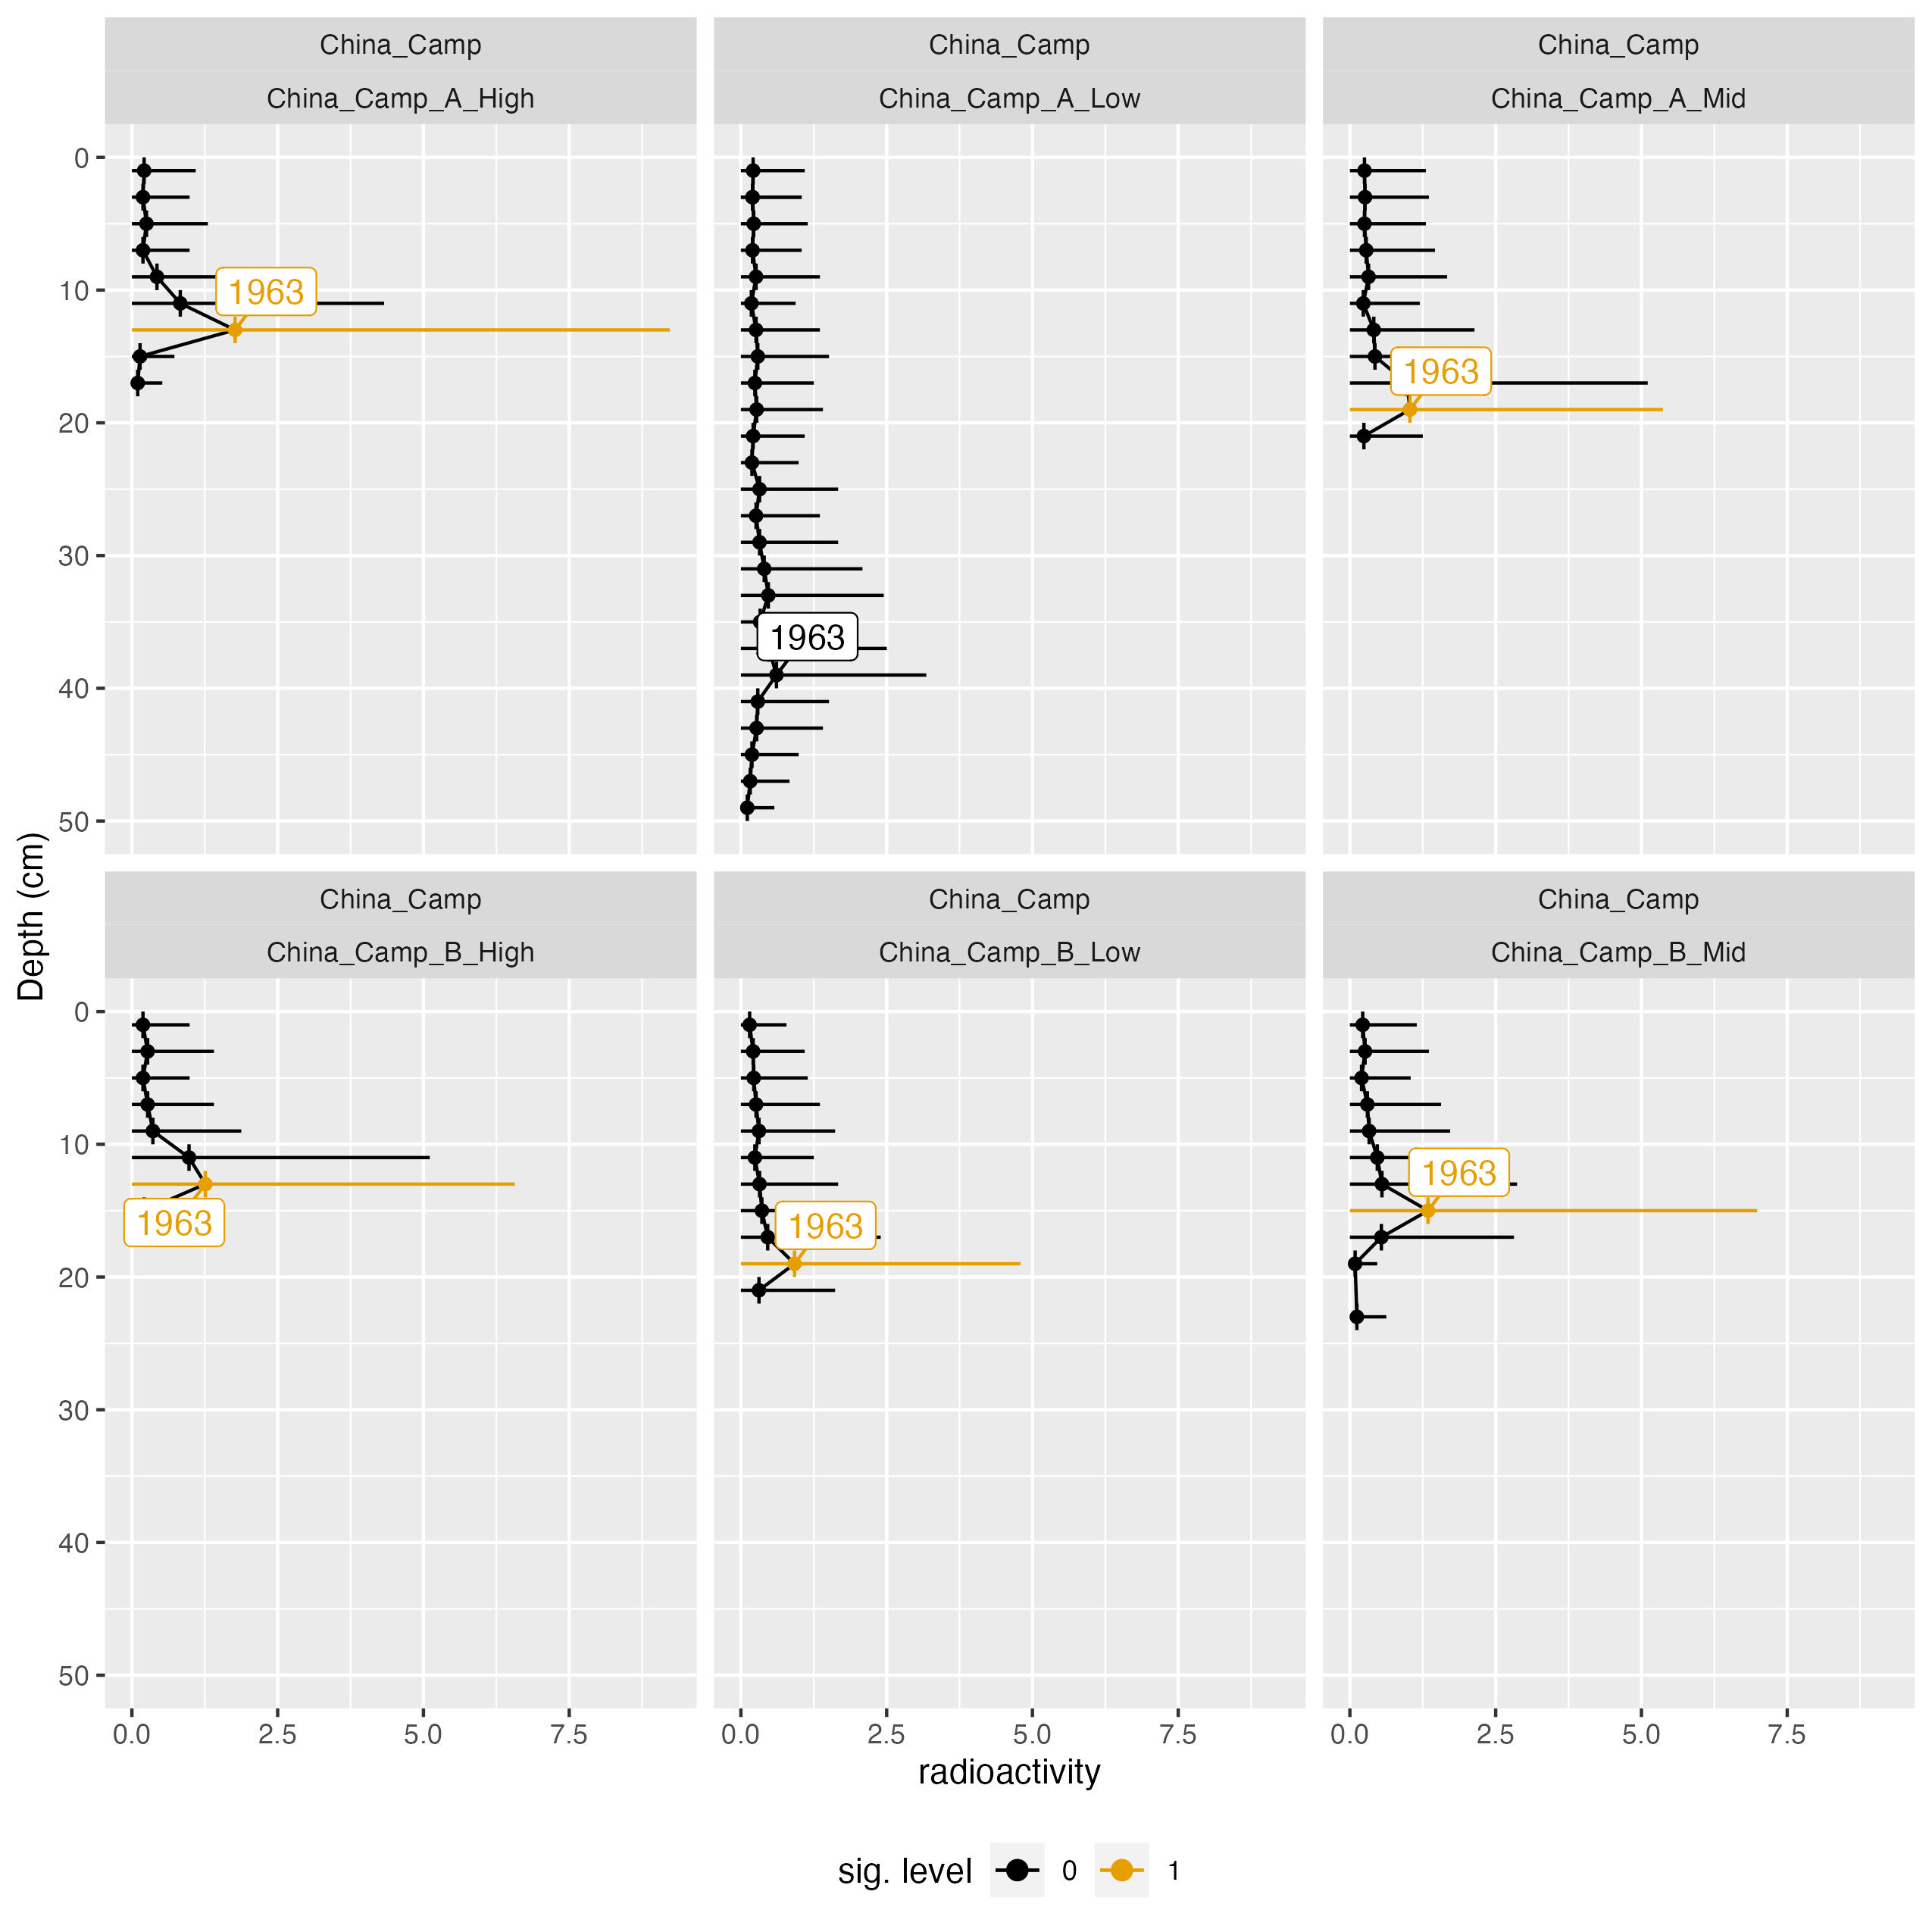 China_Camp
China_Camp
China_Camp
China_Camp_A_High
China_Camp_A_Low
China_Camp_A_Mid
0
10
20
30
40
50
1963
1963
1963
China_Camp
China_Camp
China_Camp
China_Camp_B_High
China_Camp_B_Low
China_Camp_B_Mid
0
10
20
30
40
50
1963
1963
1963
Depth (cm)
0.0 2.5 5.0 7.5
0.0 2.5 5.0 7.5
0.0 2.5 5.0 7.5
radioactivity
sig. level 0 1